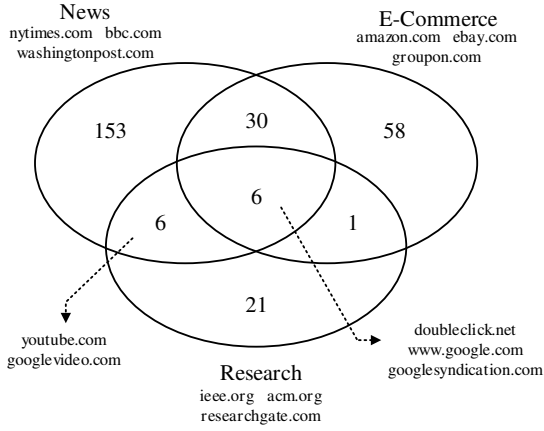 News
nytimes.com bbc.com
washingtonpost.com
E-Commerce
amazon.com ebay.com
groupon.com
153
30
58
6
6
1
21
youtube.com
googlevideo.com
doubleclick.net
www.google.com
googlesyndication.com
Research
ieee.org acm.org
researchgate.com